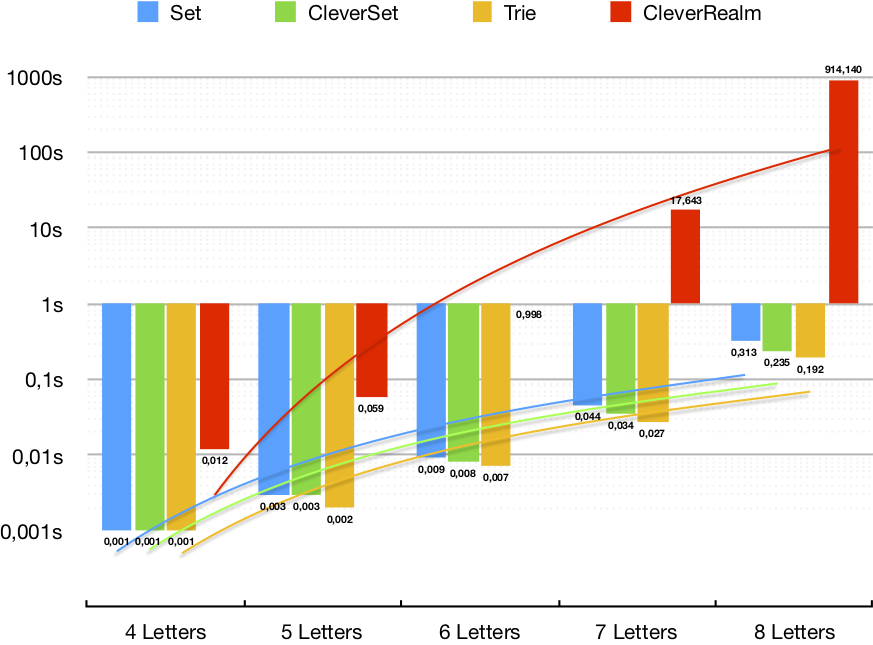 Set CleverSet Trie CleverRealm
914,140
1000s
100s
17,643
10s
1s
0,998
0,313
0,235
0,192
0,1s
0,059
0,044
0,034
0,027
0,012
0,01s
0,009
0,008
0,007
0,003 0,003
0,002
0,001s
0,001 0,001 0,001
4 Letters 5 Letters 6 Letters 7 Letters 8 Letters